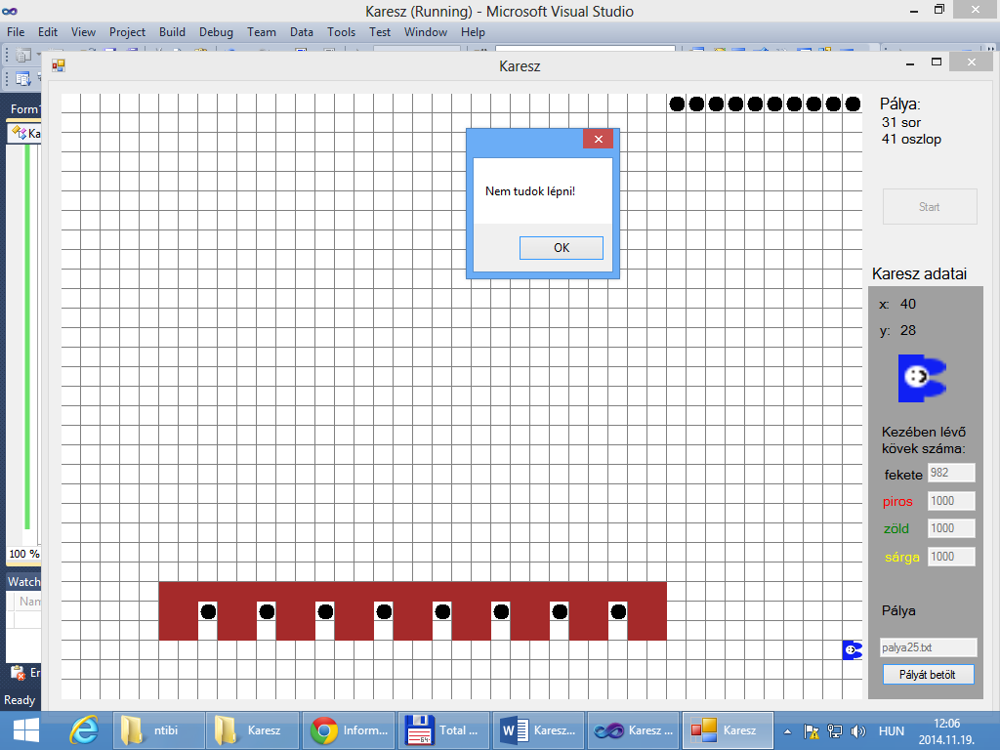 Karesz (Running) - Microsoft Visual Studio
File Edit View Project Build Debug Team Data Tools Test Window Help
Karesz
Form1
Ka
Pálya:
31 sor
41 oszlop
Nem tudok lépni!
OK
Start
Karesz adatai
x: 40
y: 28
Kezében lévő
kövek száma:
fekete 982
piros 1000
zöld 1000
sárga 1000
100 %
Watch
Nam
Pálya
palya25.txt
Pályát betölt
Er
Ready
ntibi
Karesz
Inform...
Total ...
Karesz...
Karesz ...
Karesz
HUN
12:06
2014.11.19.